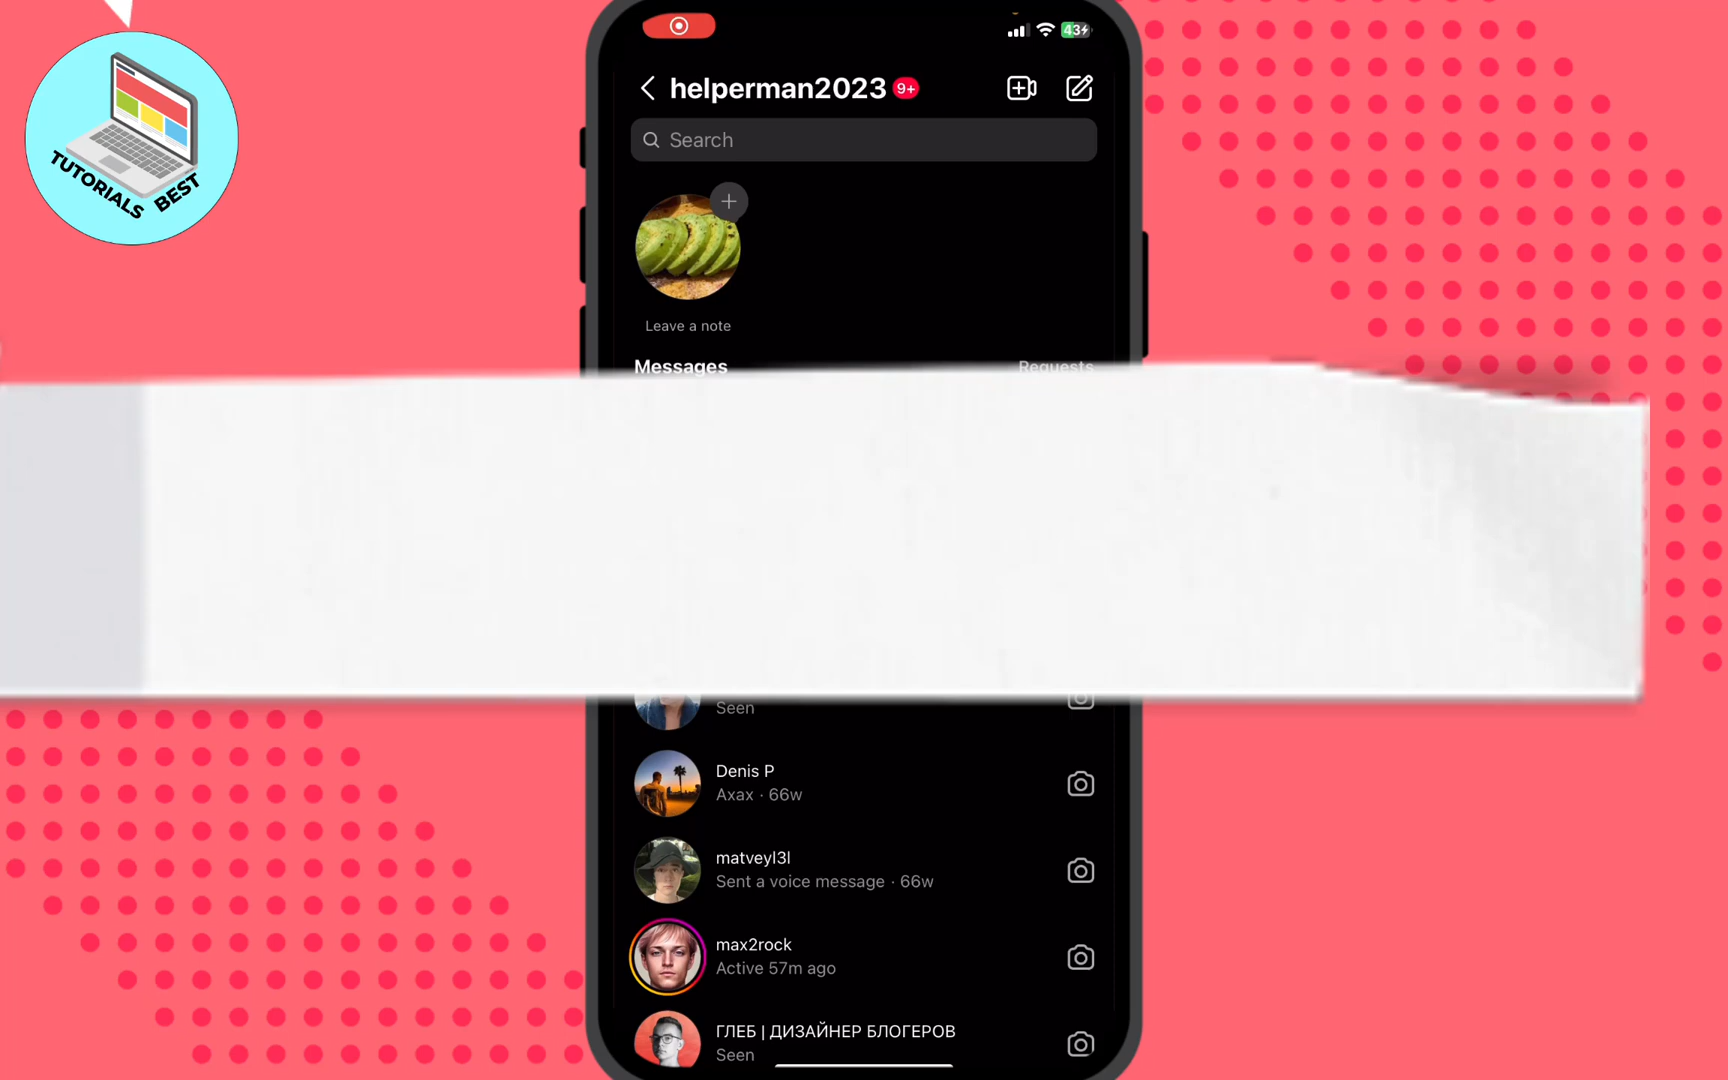 TUTORIALS BEST
43
helperman2023 9+
Search
Leave a note
Messages Requests
Seen
Denis P
Axax · 66w
matveyl3l
Sent a voice message · 66w
max2rock
Active 57m ago
ГЛЕБ | ДИЗАЙНЕР БЛОГЕРОВ
Seen